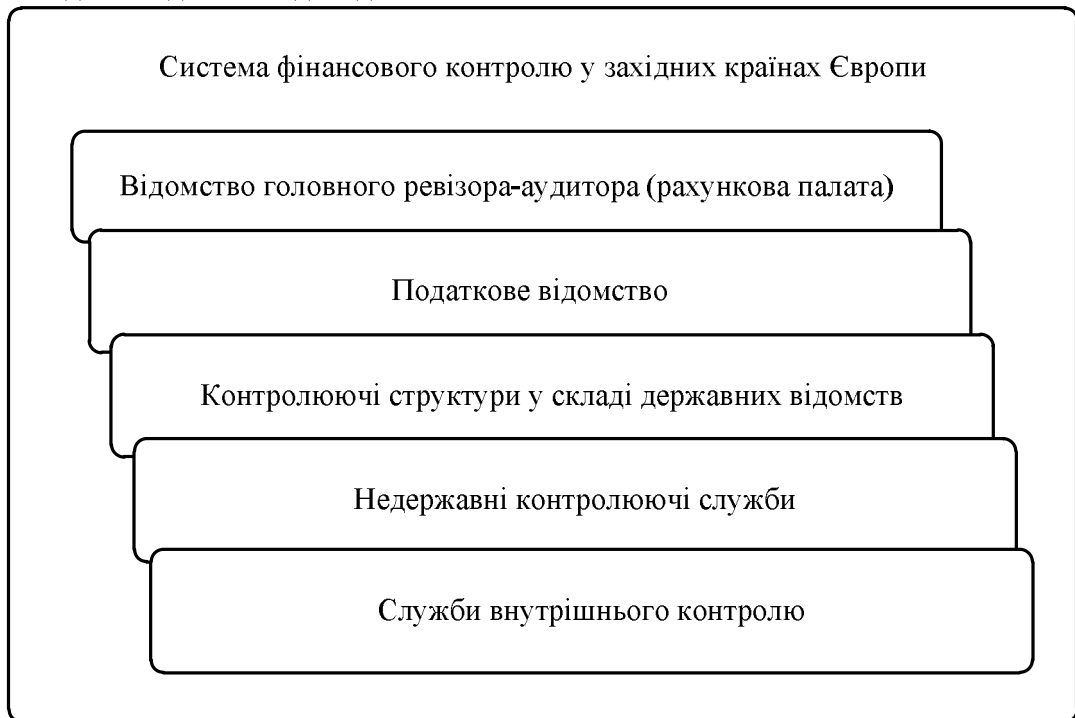 Система фінансового контролю у західних країнах Європи
Відомство головного ревізора-аудитора (рахункова палата)
Податкове відомство
Контролюючі структури у складі державних відомств
Недержавні контролюючі служби
Служби внутрішнього контролю